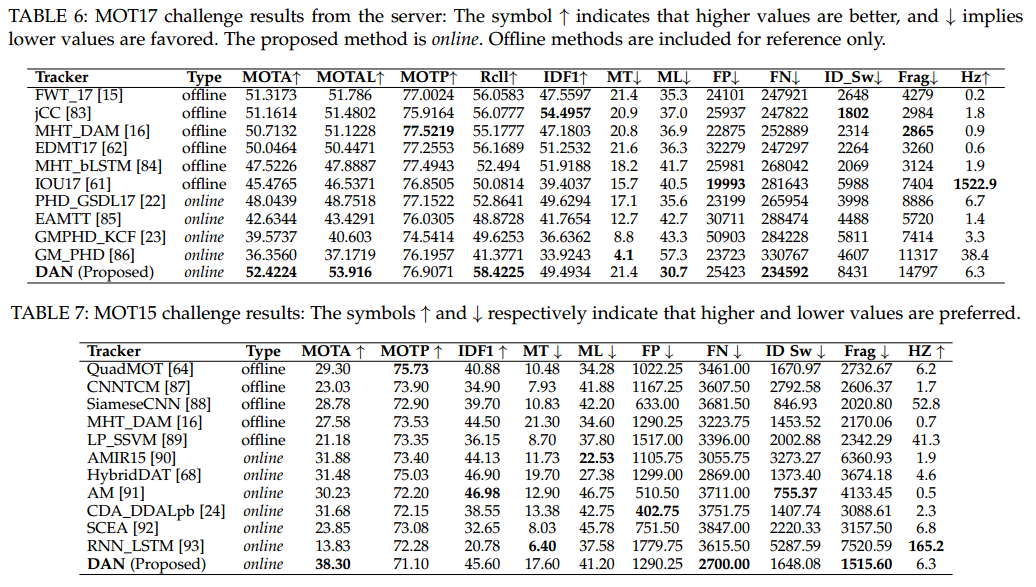 TABLE 6: MOT17 challenge results from the server: The symbol ↑ indicates that higher values are better, and ↓ implies
lower values are favored. The proposed method is online. Offline methods are included for reference only.
Tracker Type MOTA↑ MOTAL↑ MOTP↑ Rcll↑ IDF1↑ MT↓ ML↓ FP↓ FN↓ ID_Sw↓ Frag↓ Hz↑
FWT_17 [15] offline 51.3173 51.786 77.0024 56.0583 47.5597 21.4 35.3 24101 247921 2648 4279 0.2
jCC [83] offline 51.1614 51.4802 75.9164 56.0777 54.4957 20.9 37.0 25937 247822 1802 2984 1.8
MHT_DAM [16] offline 50.7132 51.1228 77.5219 55.1777 47.1803 20.8 36.9 22875 252889 2314 2865 0.9
EDMT17 [62] offline 50.0464 50.4471 77.2553 56.1689 51.2532 21.6 36.3 32279 247297 2264 3260 0.6
MHT_bLSTM [84] offline 47.5226 47.8887 77.4943 52.494 51.9188 18.2 41.7 25981 268042 2069 3124 1.9
IOU17 [61] offline 45.4765 46.5371 76.8505 50.0814 39.4037 15.7 40.5 19993 281643 5988 7404 1522.9
PHD_GSDL17 [22] online 48.0439 48.7518 77.1522 52.8641 49.6294 17.1 35.6 23199 265954 3998 8886 6.7
EAMTT [85] online 42.6344 43.4291 76.0305 48.8728 41.7654 12.7 42.7 30711 288474 4488 5720 1.4
GMPHD_KCF [23] online 39.5737 40.603 74.5414 49.6253 36.6362 8.8 43.3 50903 284228 5811 7414 3.3
GM_PHD [86] online 36.3560 37.1719 76.1957 41.3771 33.9243 4.1 57.3 23723 330767 4607 11317 38.4
DAN (Proposed) online 52.4224 53.916 76.9071 58.4225 49.4934 21.4 30.7 25423 234592 8431 14797 6.3
TABLE 7: MOT15 challenge results: The symbols ↑ and ↓ respectively indicate that higher and lower values are preferred.
Tracker Type MOTA ↑ MOTP ↑ IDF1 ↑ MT ↓ ML ↓ FP ↓ FN ↓ ID Sw ↓ Frag ↓ HZ ↑
QuadMOT [64] offline 29.30 75.73 40.88 10.48 34.28 1022.25 3461.00 1670.97 2732.67 6.2
CNNTCM [87] offline 23.03 73.90 34.90 7.93 41.88 1167.25 3607.50 2792.58 2606.37 1.7
SiameseCNN [88] offline 28.78 72.90 39.70 10.83 42.20 633.00 3681.50 846.93 2020.80 52.8
MHT_DAM [16] offline 27.58 73.53 44.50 21.30 34.60 1290.25 3223.75 1453.52 2170.06 0.7
LP_SSVM [89] offline 21.18 73.35 36.15 8.70 37.80 1517.00 3396.00 2002.88 2342.29 41.3
AMIR15 [90] online 31.88 73.40 44.13 11.73 22.53 1105.75 3055.75 3273.27 6360.93 1.9
HybridDAT [68] online 31.48 75.03 46.90 19.70 27.38 1299.00 2869.00 1373.40 3674.18 4.6
AM [91] online 30.23 72.20 46.98 12.90 46.75 510.50 3711.00 755.37 4133.45 0.5
CDA_DDALpb [24] online 31.68 72.15 38.55 13.38 42.75 402.75 3751.75 1407.74 3088.61 2.3
SCEA [92] online 23.85 73.08 32.65 8.03 45.78 751.50 3847.00 2220.33 3157.50 6.8
RNN_LSTM [93] online 13.83 72.28 20.78 6.40 37.58 1779.75 3615.50 5287.59 7520.59 165.2
DAN (Proposed) online 38.30 71.10 45.60 17.60 41.20 1290.25 2700.00 1648.08 1515.60 6.3